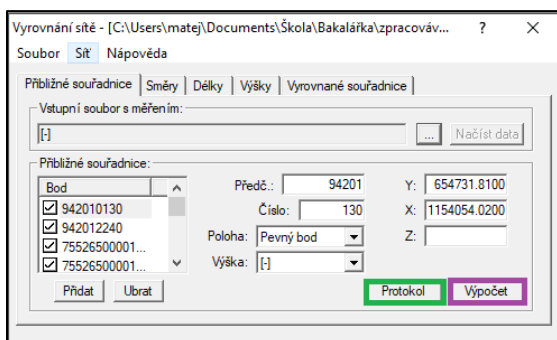 Vyrovnání sítě - [C:\Users\matej\Documents\Škola\Bakalářka\zpracováv... ? ×
Soubor Síť Nápověda
Přibližné souřadnice Směry Délky Výšky Vyrovnané souřadnice
Vstupní soubor s měřením:
[-] ... Načíst data
Přibližné souřadnice:
Bod Předč.: 94201 Y: 654731.8100
942010130 Číslo: 130 X: 1154054.0200
942012240 Poloha: Pevný bod Z:
75526500001...
75526500001... Výška: [-]
Přidat Ubrat Protokol Výpočet